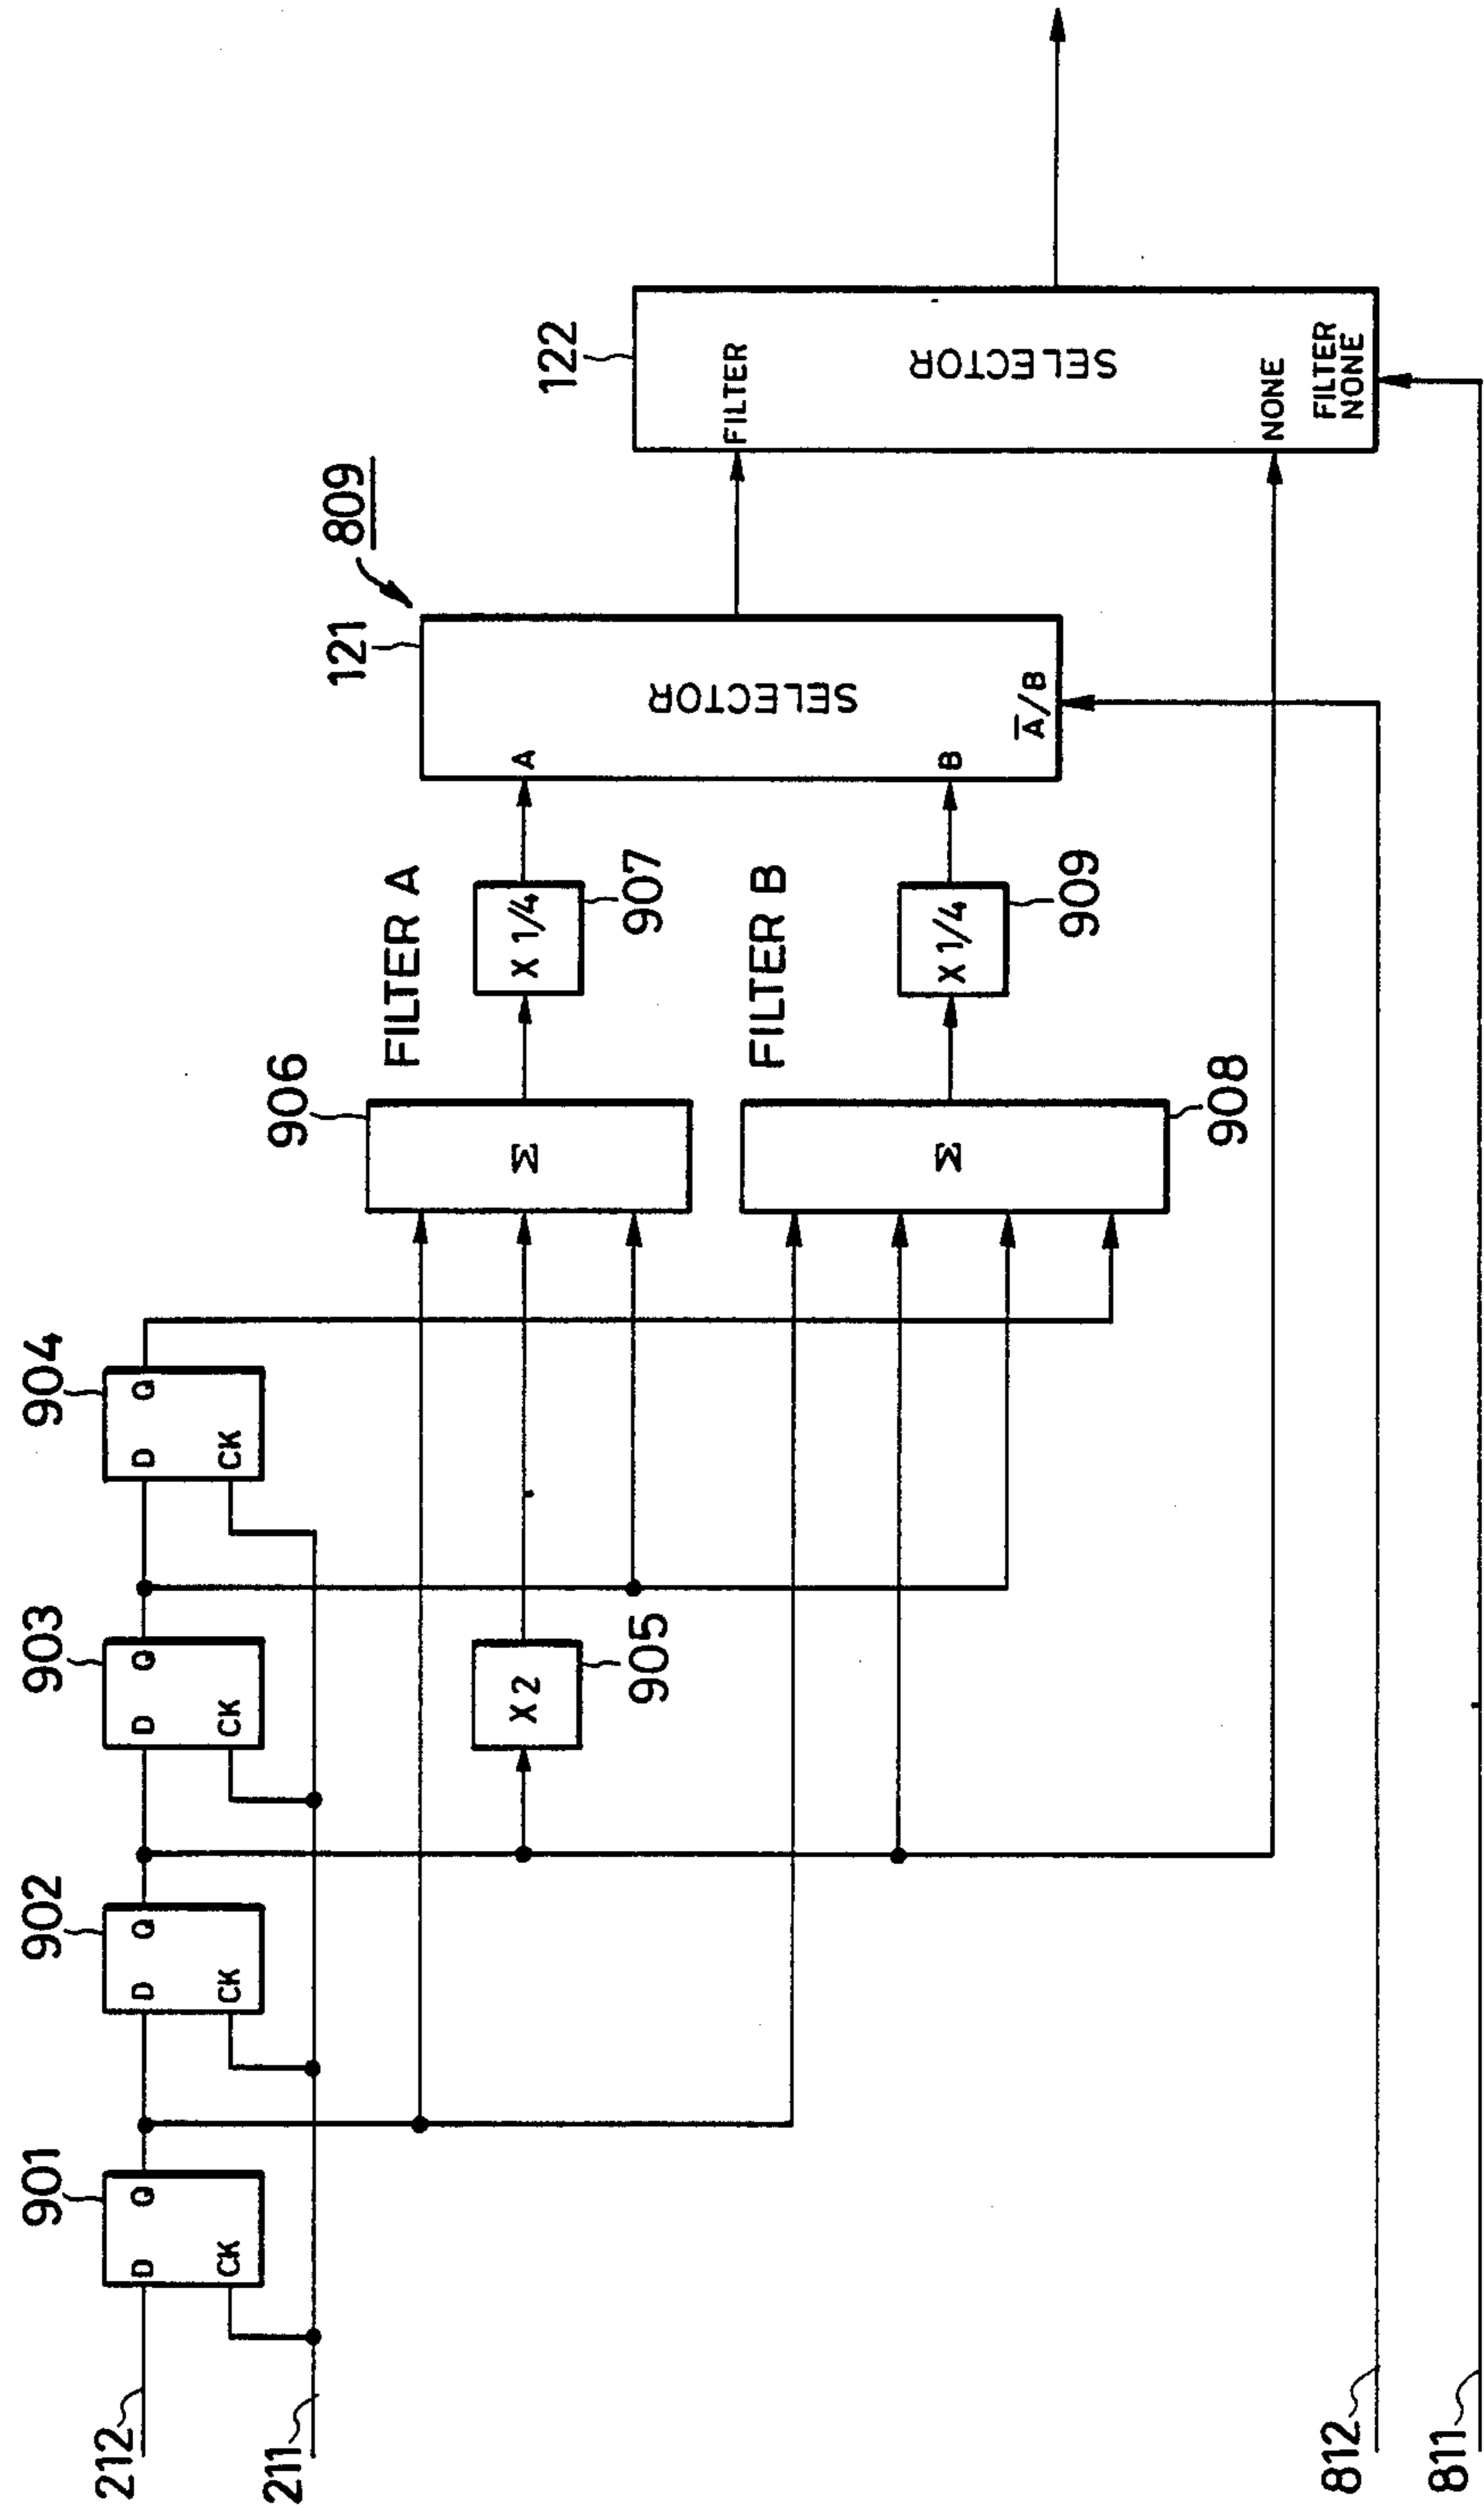 901
902
903
904
D
Q
CK
D
Q
CK
D
Q
CK
D
Q
CK
212
211
906
809
121
122
FILTER A
X 2
905
Σ
X 1/4
907
A
SELECTOR
B
A̅/B
FILTER
SELECTOR
NONE
FILTER
NONE
FILTER B
Σ
908
X 1/4
909
812
811